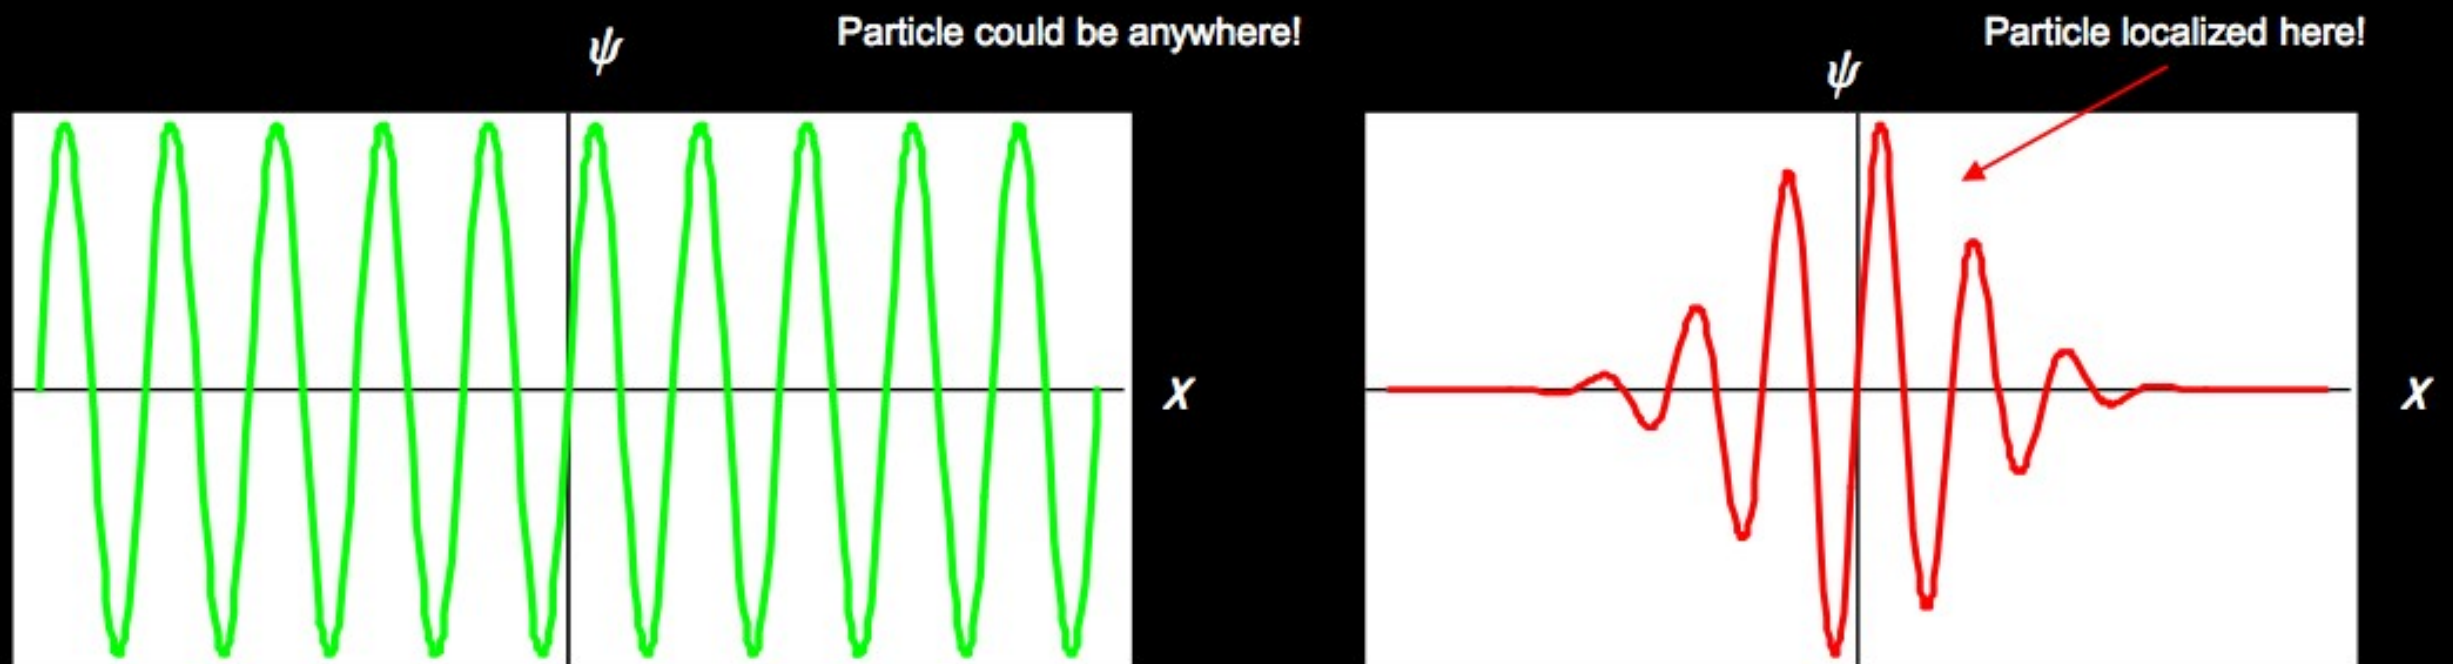 ψ
Particle could be anywhere!
x
Particle localized here!
ψ
x